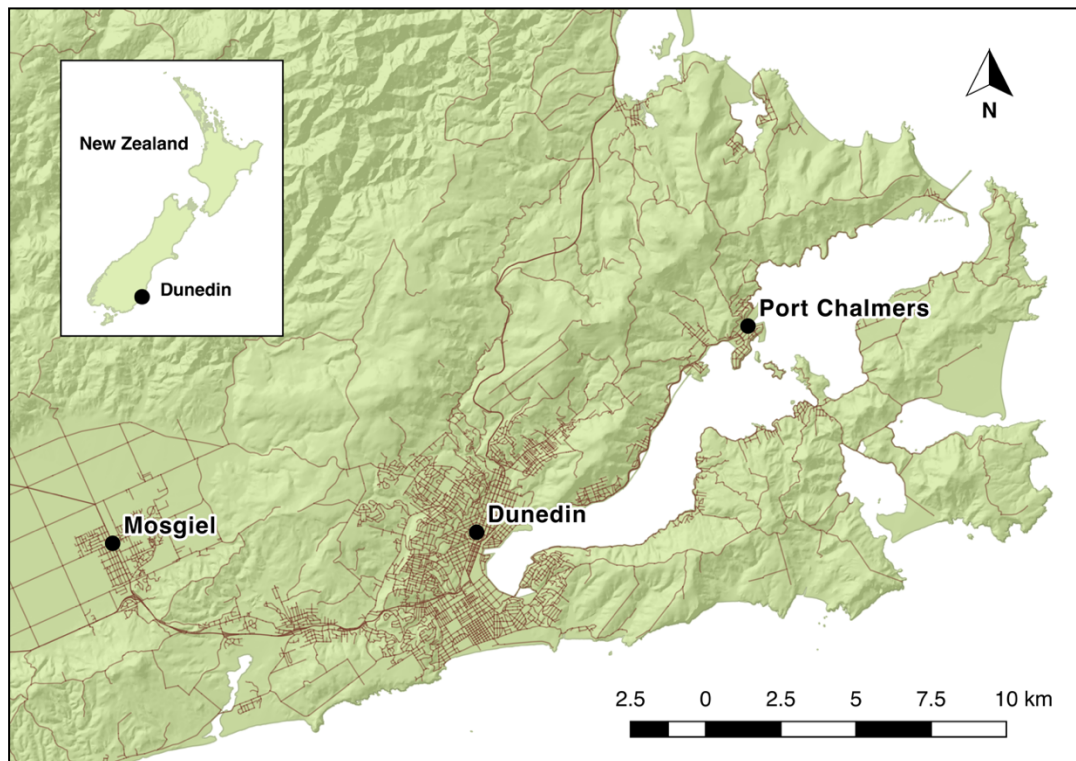 New Zealand
Dunedin
N
Port Chalmers
Mosgiel
Dunedin
2.5 0 2.5 5 7.5 10 km